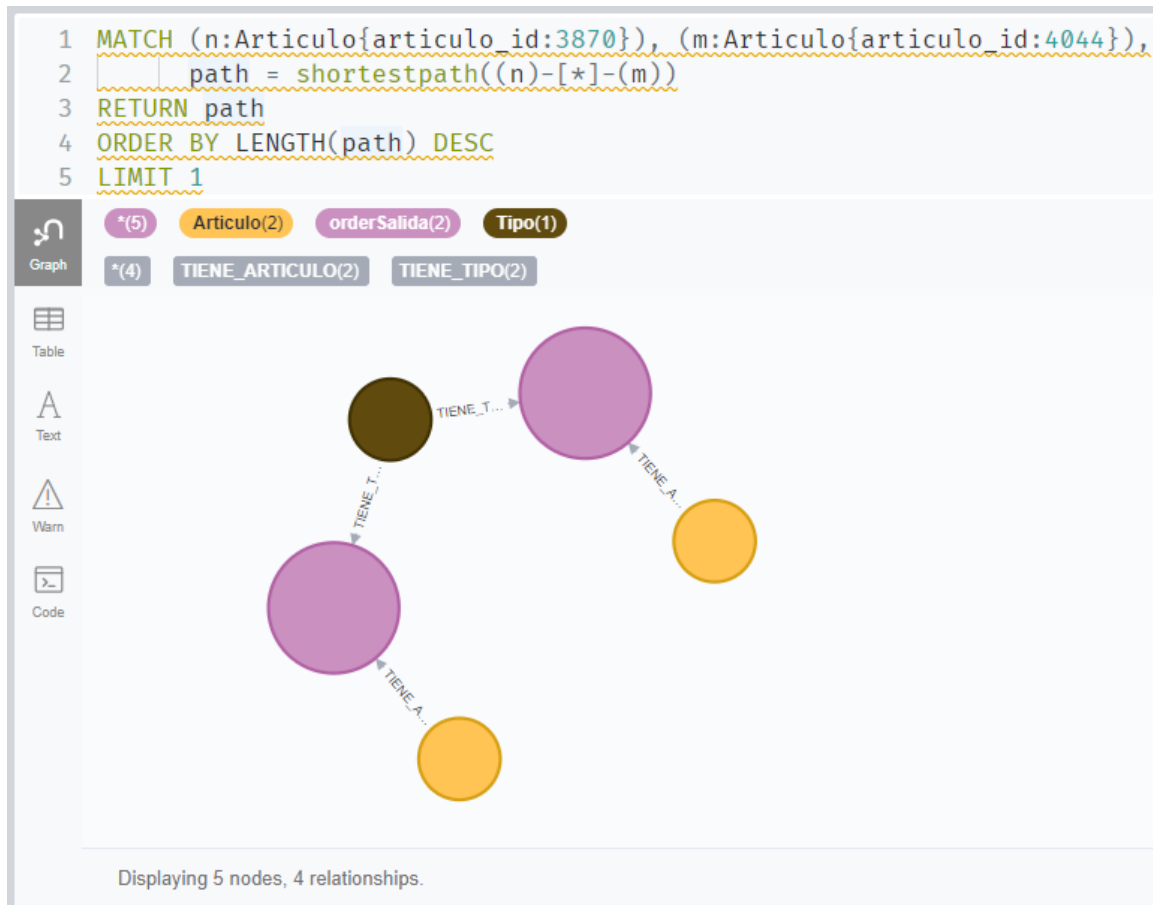 1 MATCH (n:Articulo{articulo_id:3870}), (m:Articulo{articulo_id:4044}),
2 path = shortestpath((n)-[*]-(m))
3 RETURN path
4 ORDER BY LENGTH(path) DESC
5 LIMIT 1
Graph
*(5) Articulo(2) orderSalida(2) Tipo(1)
*(4) TIENE_ARTICULO(2) TIENE_TIPO(2)
Table
Text
Warn
Code
TIENE_T...
TIENE_T...
TIENE_A...
TIENE_A...
Displaying 5 nodes, 4 relationships.